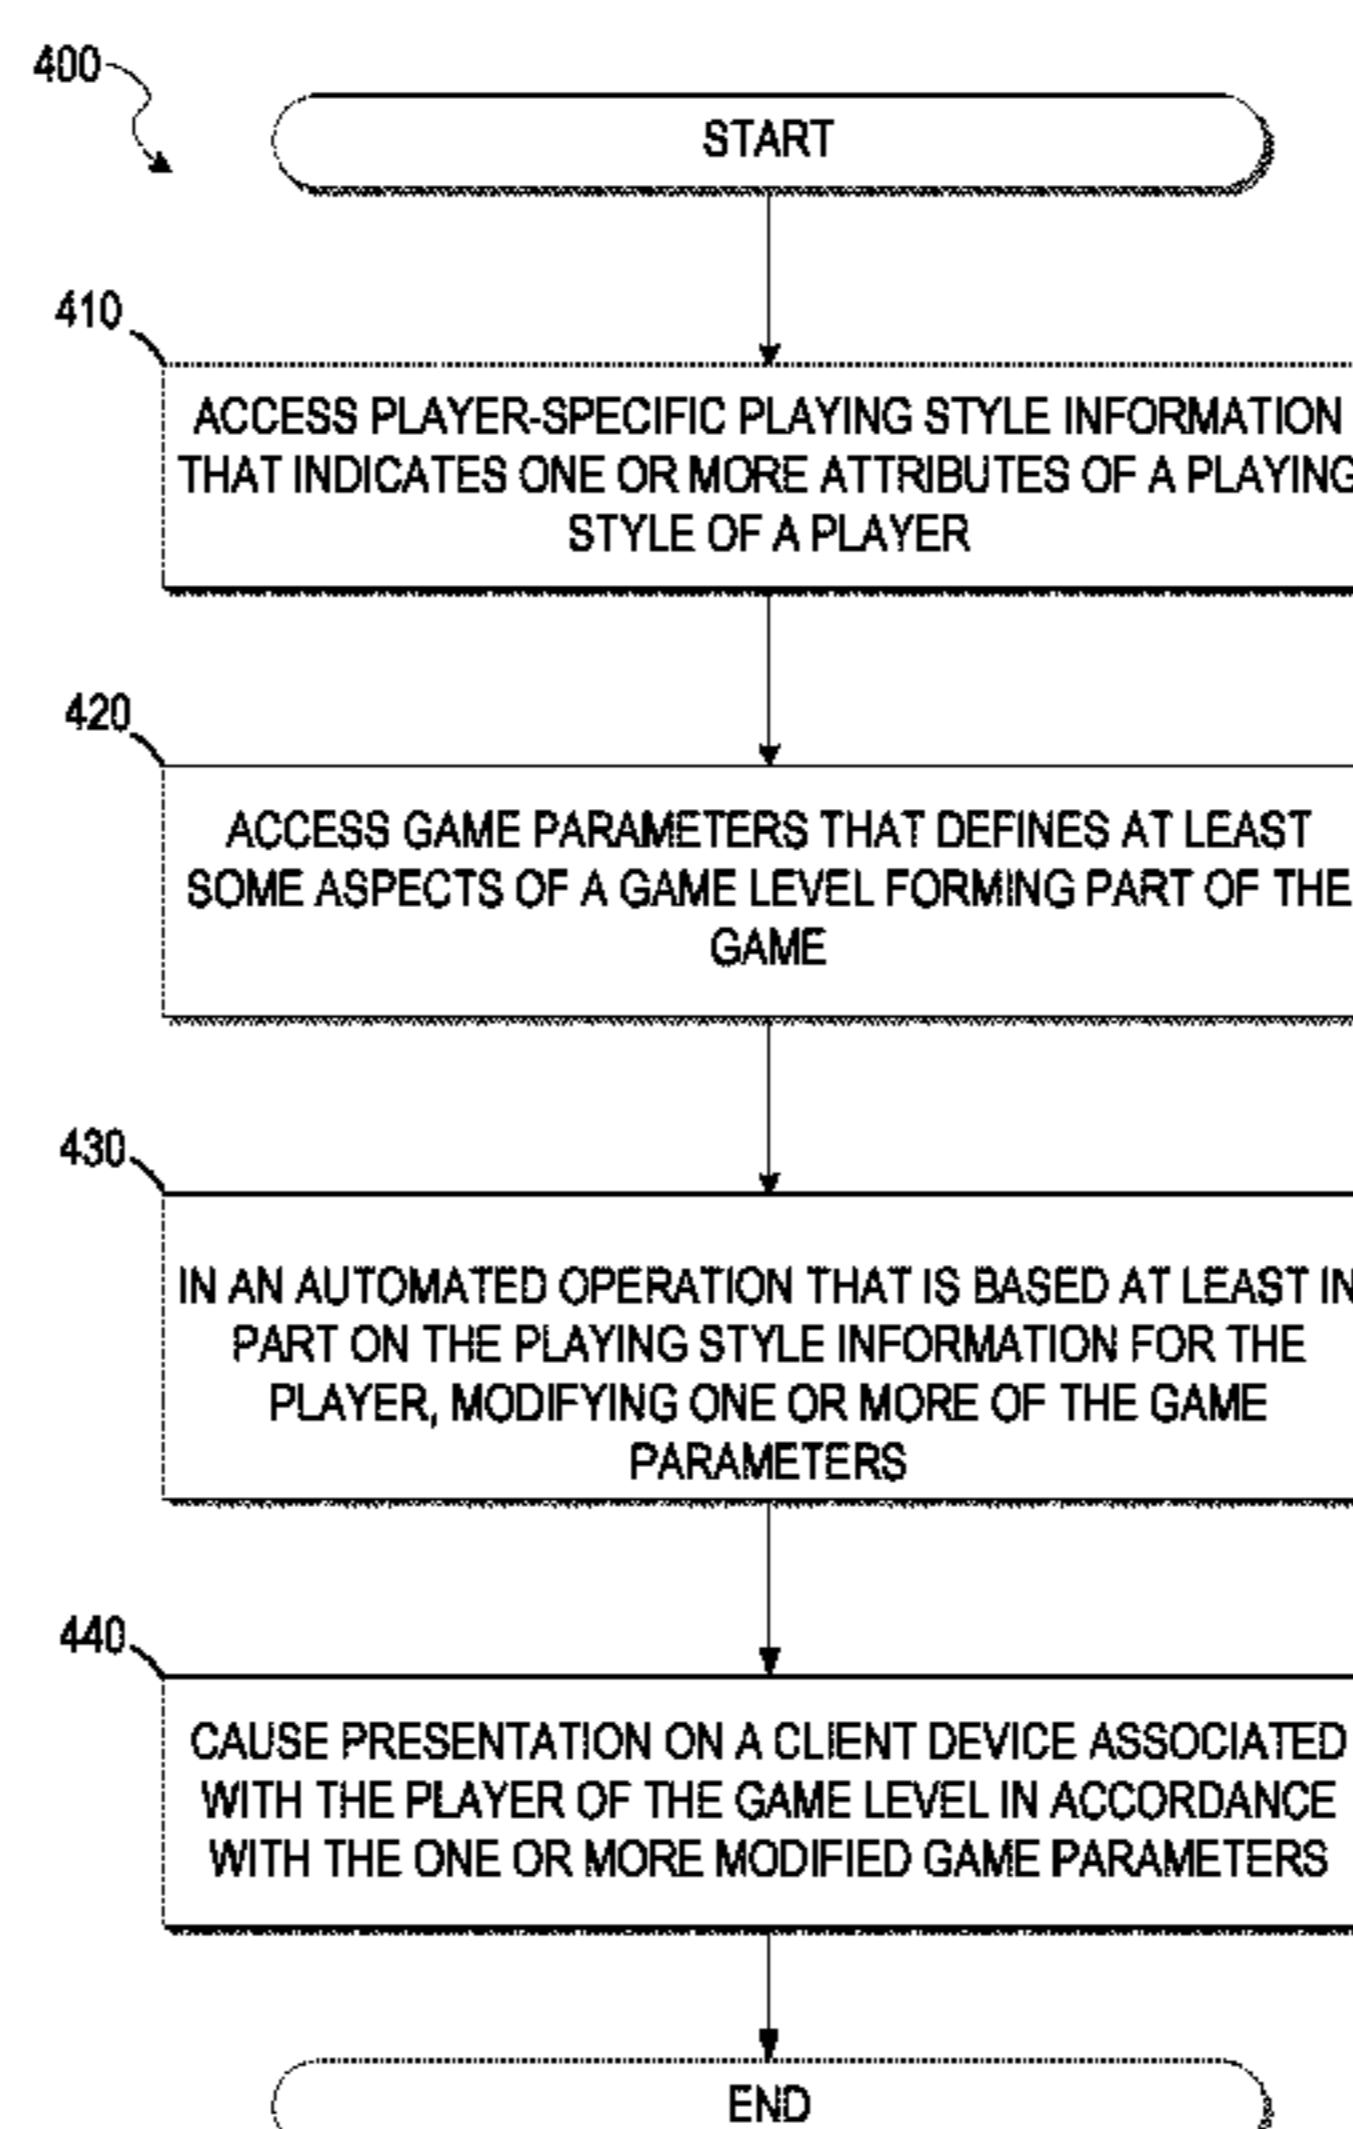 400
START
410
ACCESS PLAYER-SPECIFIC PLAYING STYLE INFORMATION
THAT INDICATES ONE OR MORE ATTRIBUTES OF A PLAYING
STYLE OF A PLAYER
420
ACCESS GAME PARAMETERS THAT DEFINES AT LEAST
SOME ASPECTS OF A GAME LEVEL FORMING PART OF THE
GAME
430
IN AN AUTOMATED OPERATION THAT IS BASED AT LEAST IN
PART ON THE PLAYING STYLE INFORMATION FOR THE
PLAYER, MODIFYING ONE OR MORE OF THE GAME
PARAMETERS
440
CAUSE PRESENTATION ON A CLIENT DEVICE ASSOCIATED
WITH THE PLAYER OF THE GAME LEVEL IN ACCORDANCE
WITH THE ONE OR MORE MODIFIED GAME PARAMETERS
END